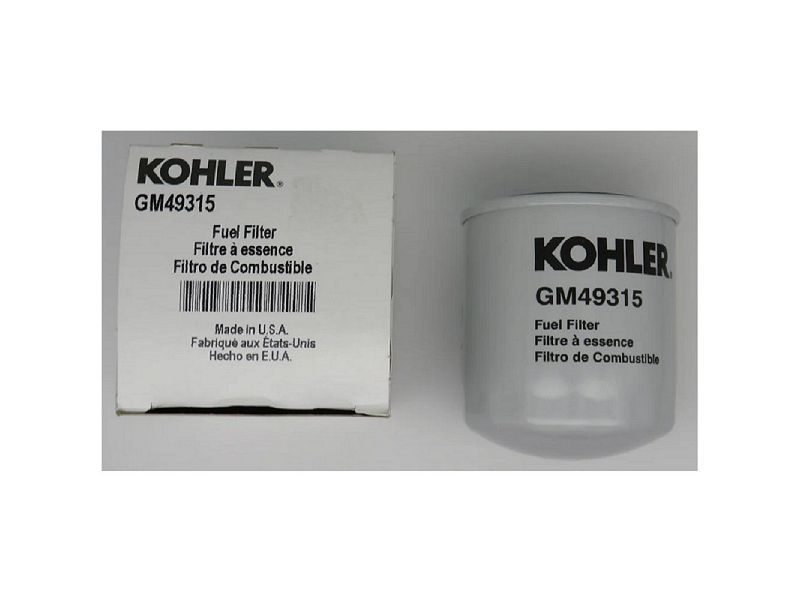 KOHLER®
GM49315
Fuel Filter
Filtre à essence
Filtro de Combustible
Made in U.S.A.
Fabriqué aux États-Unis
Hecho en E.U.A.
KOHLER®
GM49315
Fuel Filter
Filtre à essence
Filtro de Combustible